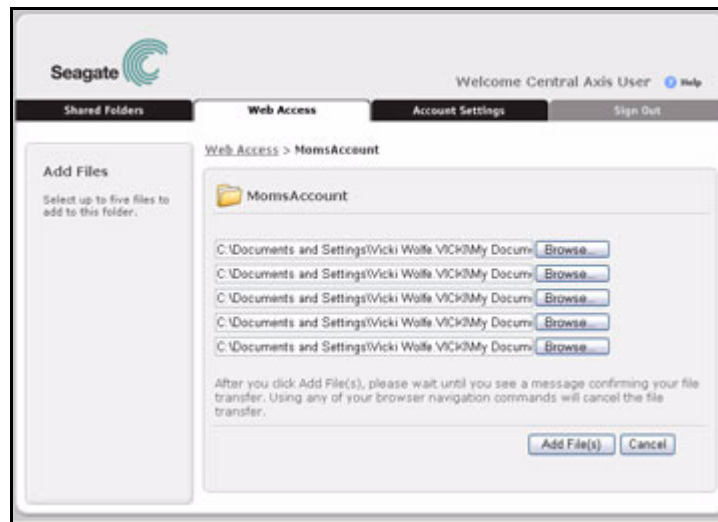 Seagate
Welcome Central Axis User ? Help
Shared Folders Web Access Account Settings Sign Out
Web Access > MomsAccount
Add Files
Select up to five files to
add to this folder.
MomsAccount
C:\Documents and Settings\Vicki Wolfe.VICKI\My Docum Browse...
C:\Documents and Settings\Vicki Wolfe.VICKI\My Docum Browse...
C:\Documents and Settings\Vicki Wolfe.VICKI\My Docum Browse...
C:\Documents and Settings\Vicki Wolfe.VICKI\My Docum Browse...
C:\Documents and Settings\Vicki Wolfe.VICKI\My Docum Browse...
After you click Add File(s), please wait until you see a message confirming your file
transfer. Using any of your browser navigation commands will cancel the file
transfer.
Add File(s) Cancel